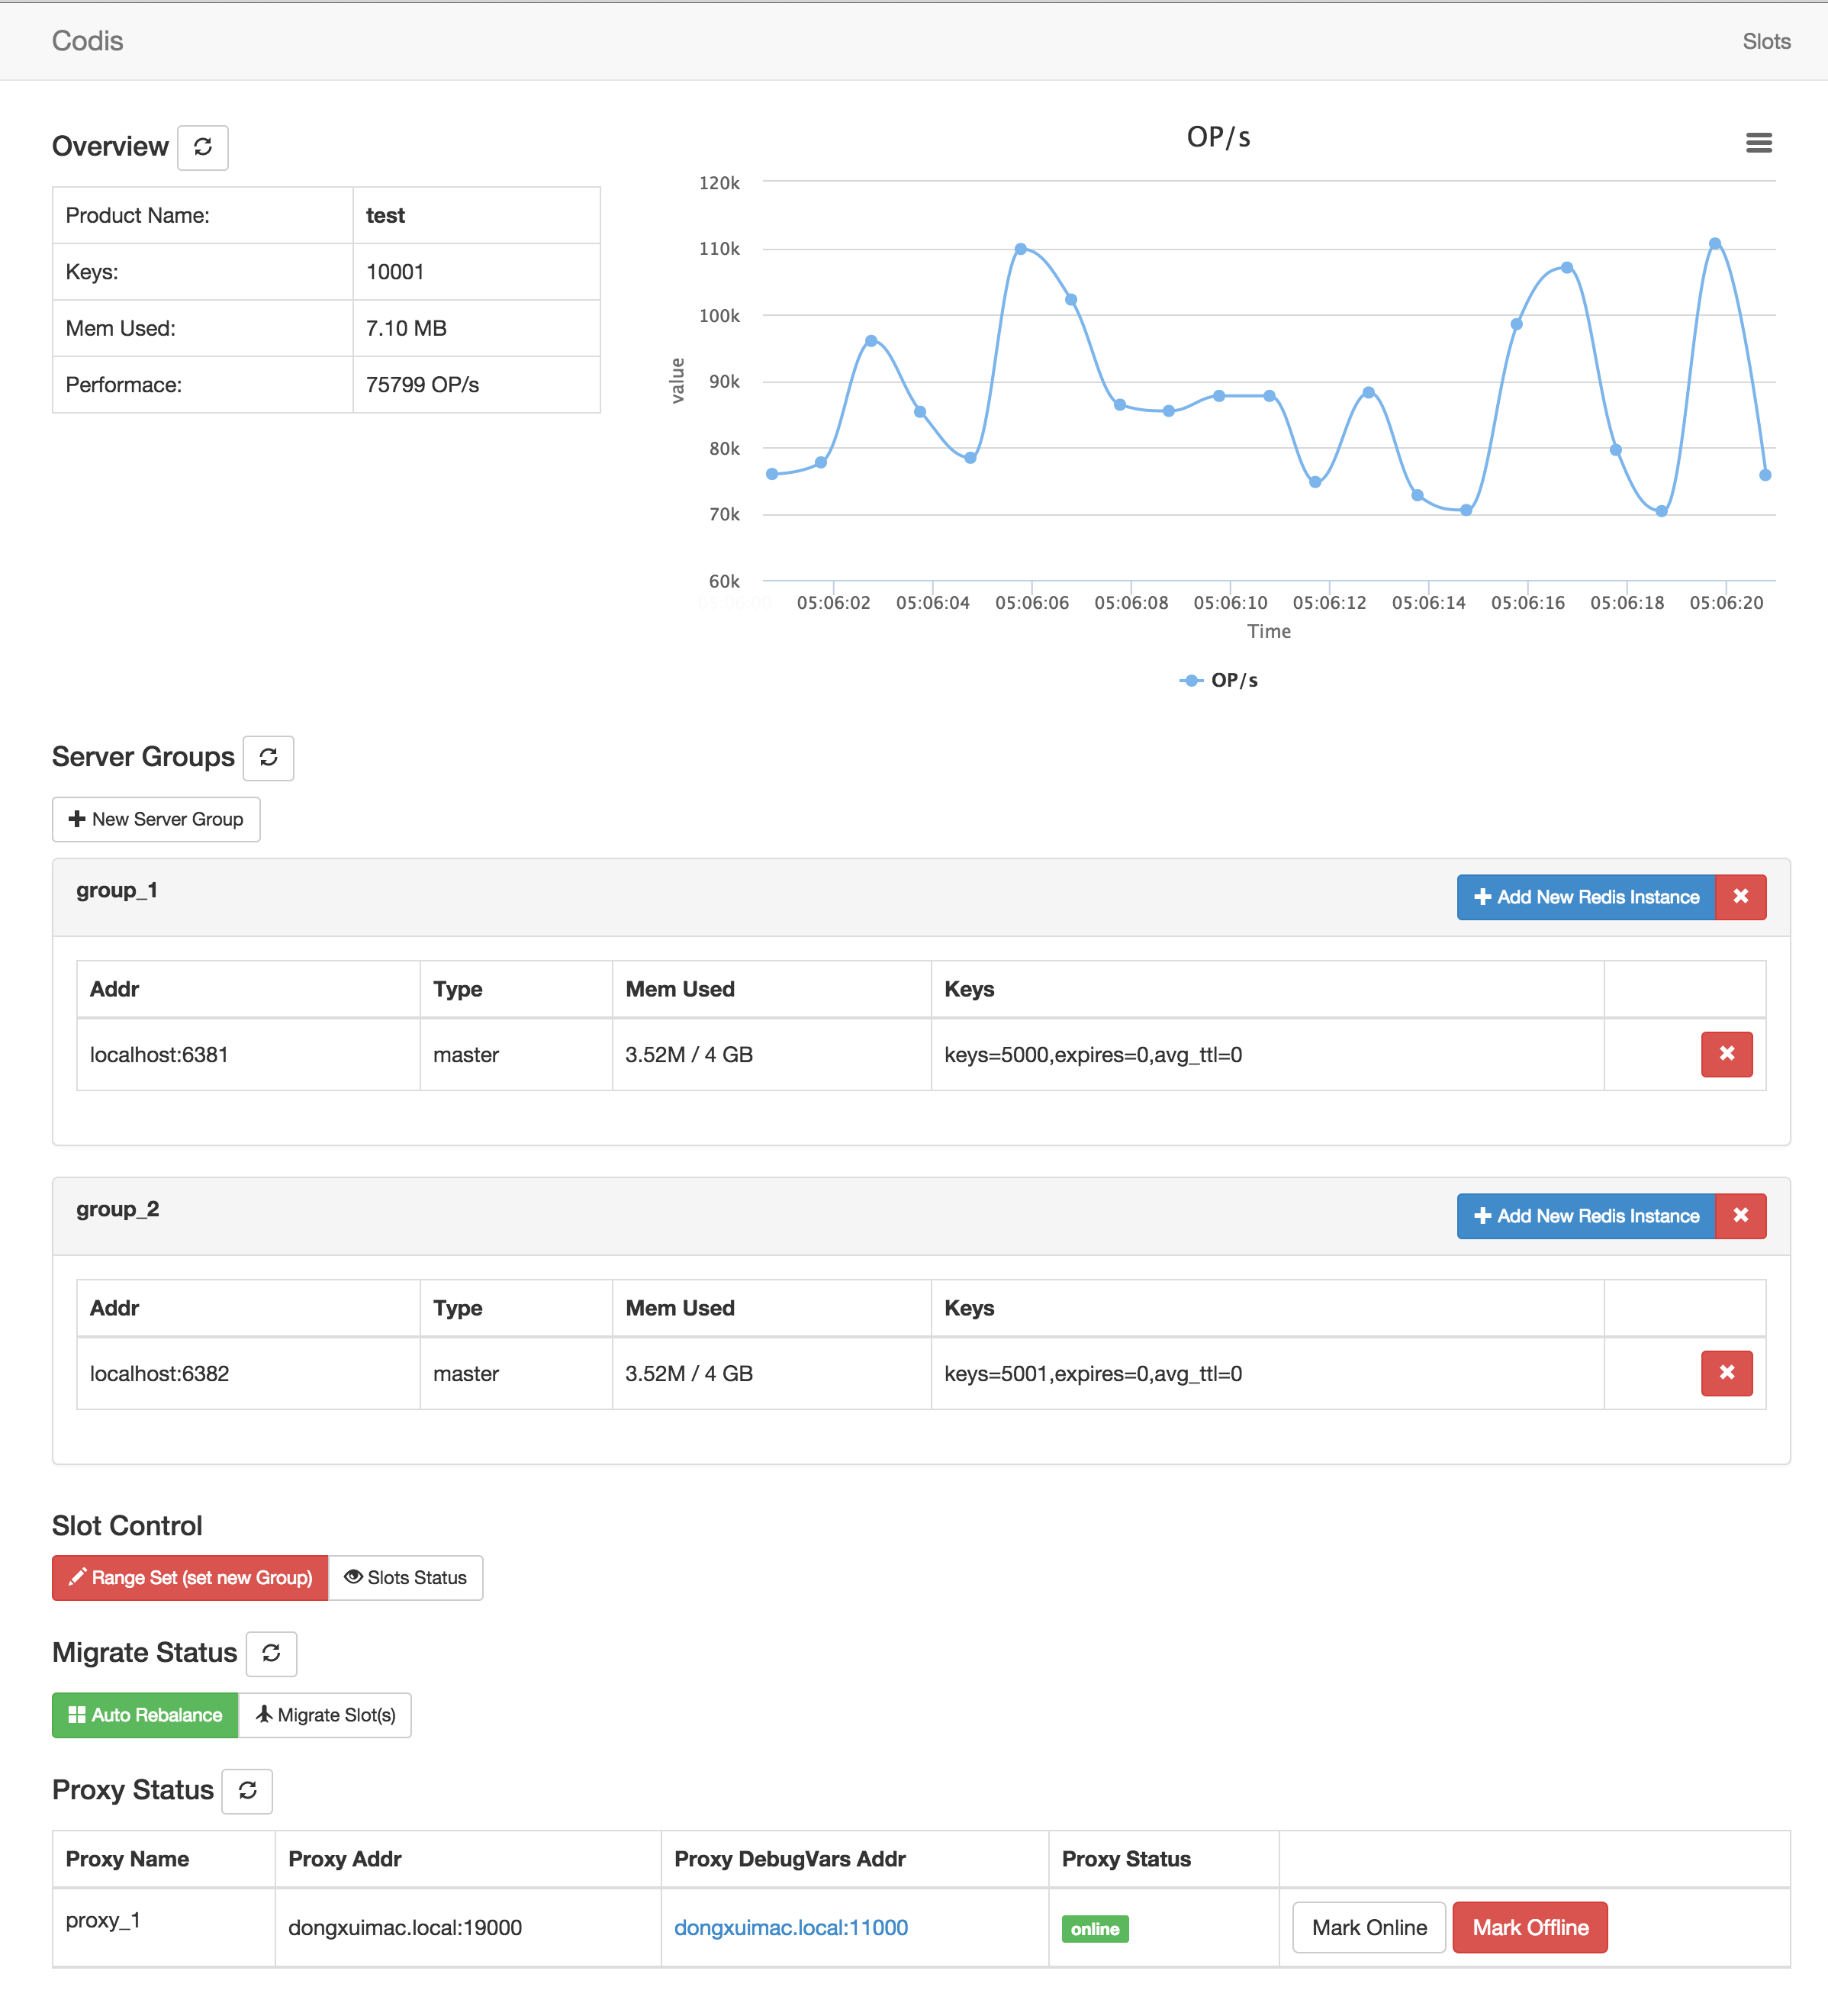 Codis
Slots
Overview
Product Name: test
Keys: 10001
Mem Used: 7.10 MB
Performace: 75799 OP/s
OP/s
120k
110k
100k
90k
80k
70k
60k
value
05:06:00 05:06:02 05:06:04 05:06:06 05:06:08 05:06:10 05:06:12 05:06:14 05:06:16 05:06:18 05:06:20
Time
OP/s
Server Groups
New Server Group
group_1
Add New Redis Instance
Addr Type Mem Used Keys
localhost:6381 master 3.52M / 4 GB keys=5000,expires=0,avg_ttl=0
group_2
Add New Redis Instance
Addr Type Mem Used Keys
localhost:6382 master 3.52M / 4 GB keys=5001,expires=0,avg_ttl=0
Slot Control
Range Set (set new Group) Slots Status
Migrate Status
Auto Rebalance Migrate Slot(s)
Proxy Status
Proxy Name Proxy Addr Proxy DebugVars Addr Proxy Status
proxy_1 dongxuimac.local:19000 dongxuimac.local:11000 online Mark Online Mark Offline